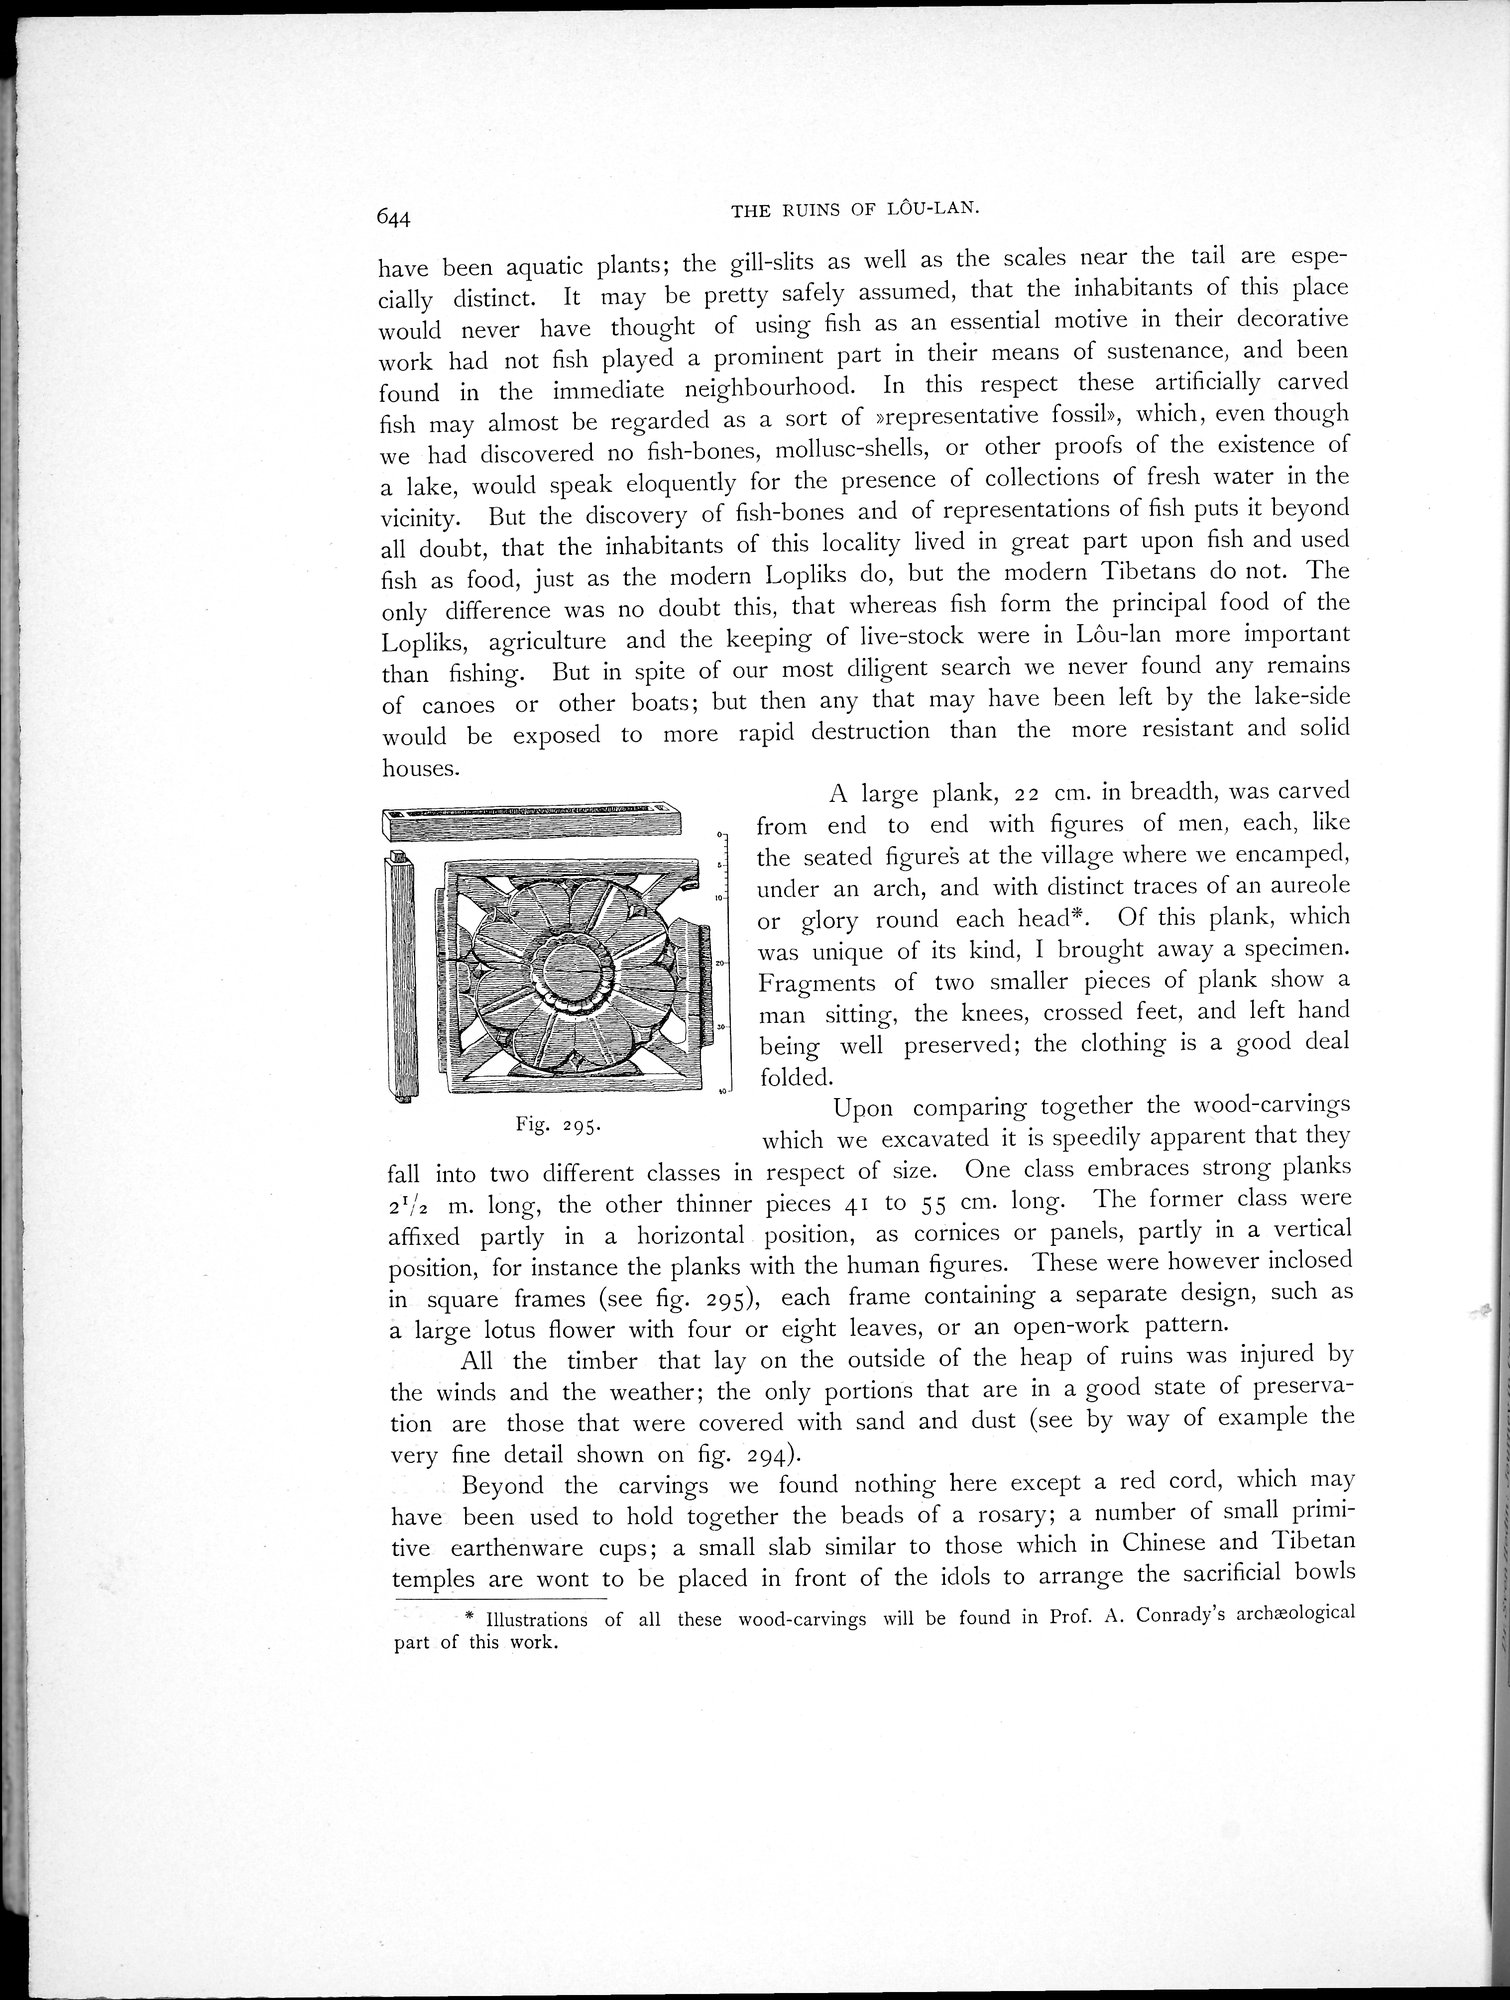 644
THE RUINS OF LÔU-LAN.
have been aquatic plants; the gill-slits as well as the scales near the tail are espe-
cially distinct. It may be pretty safely assumed, that the inhabitants of this place
would never have thought of using fish as an essential motive in their decorative
work had not fish played a prominent part in their means of sustenance, and been
found in the immediate neighbourhood. In this respect these artificially carved
fish may almost be regarded as a sort of »representative fossil», which, even though
we had discovered no fish-bones, mollusc-shells, or other proofs of the existence of
a lake, would speak eloquently for the presence of collections of fresh water in the
vicinity. But the discovery of fish-bones and of representations of fish puts it beyond
all doubt, that the inhabitants of this locality lived in great part upon fish and used
fish as food, just as the modern Lopliks do, but the modern Tibetans do not. The
only difference was no doubt this, that whereas fish form the principal food of the
Lopliks, agriculture and the keeping of live-stock were in Lôu-lan more important
than fishing. But in spite of our most diligent search we never found any remains
of canoes or other boats; but then any that may have been left by the lake-side
would be exposed to more rapid destruction than the more resistant and solid
houses.
0
5
10
20
30
40
Fig. 295.
A large plank, 22 cm. in breadth, was carved
from end to end with figures of men, each, like
the seated figures at the village where we encamped,
under an arch, and with distinct traces of an aureole
or glory round each head*. Of this plank, which
was unique of its kind, I brought away a specimen.
Fragments of two smaller pieces of plank show a
man sitting, the knees, crossed feet, and left hand
being well preserved; the clothing is a good deal
folded.
Upon comparing together the wood-carvings
which we excavated it is speedily apparent that they
fall into two different classes in respect of size. One class embraces strong planks
2 1/2 m. long, the other thinner pieces 41 to 55 cm. long. The former class were
affixed partly in a horizontal position, as cornices or panels, partly in a vertical
position, for instance the planks with the human figures. These were however inclosed
in square frames (see fig. 295), each frame containing a separate design, such as
a large lotus flower with four or eight leaves, or an open-work pattern.
All the timber that lay on the outside of the heap of ruins was injured by
the winds and the weather; the only portions that are in a good state of preserva-
tion are those that were covered with sand and dust (see by way of example the
very fine detail shown on fig. 294).
Beyond the carvings we found nothing here except a red cord, which may
have been used to hold together the beads of a rosary; a number of small primi-
tive earthenware cups; a small slab similar to those which in Chinese and Tibetan
temples are wont to be placed in front of the idols to arrange the sacrificial bowls
* Illustrations of all these wood-carvings will be found in Prof. A. Conrady's archæological
part of this work.